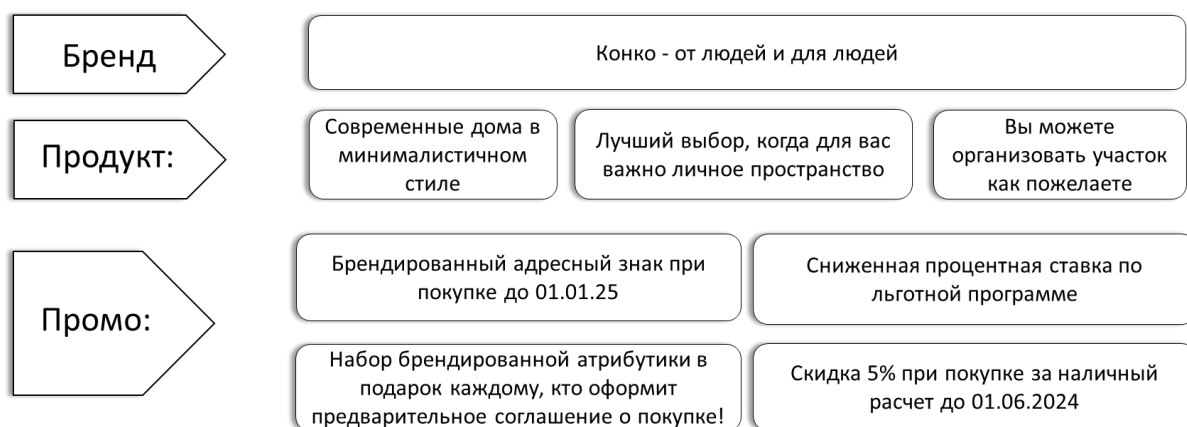 Бренд
Конко - от людей и для людей
Продукт:
Современные дома в
минималистичном
стиле
Лучший выбор, когда для вас
важно личное пространство
Вы можете
организовать участок
как пожелаете
Промо:
Брендированный адресный знак при
покупке до 01.01.25
Сниженная процентная ставка по
льготной программе
Набор брендированной атрибутики в
подарок каждому, кто оформит
предварительное соглашение о покупке!
Скидка 5% при покупке за наличный
расчет до 01.06.2024